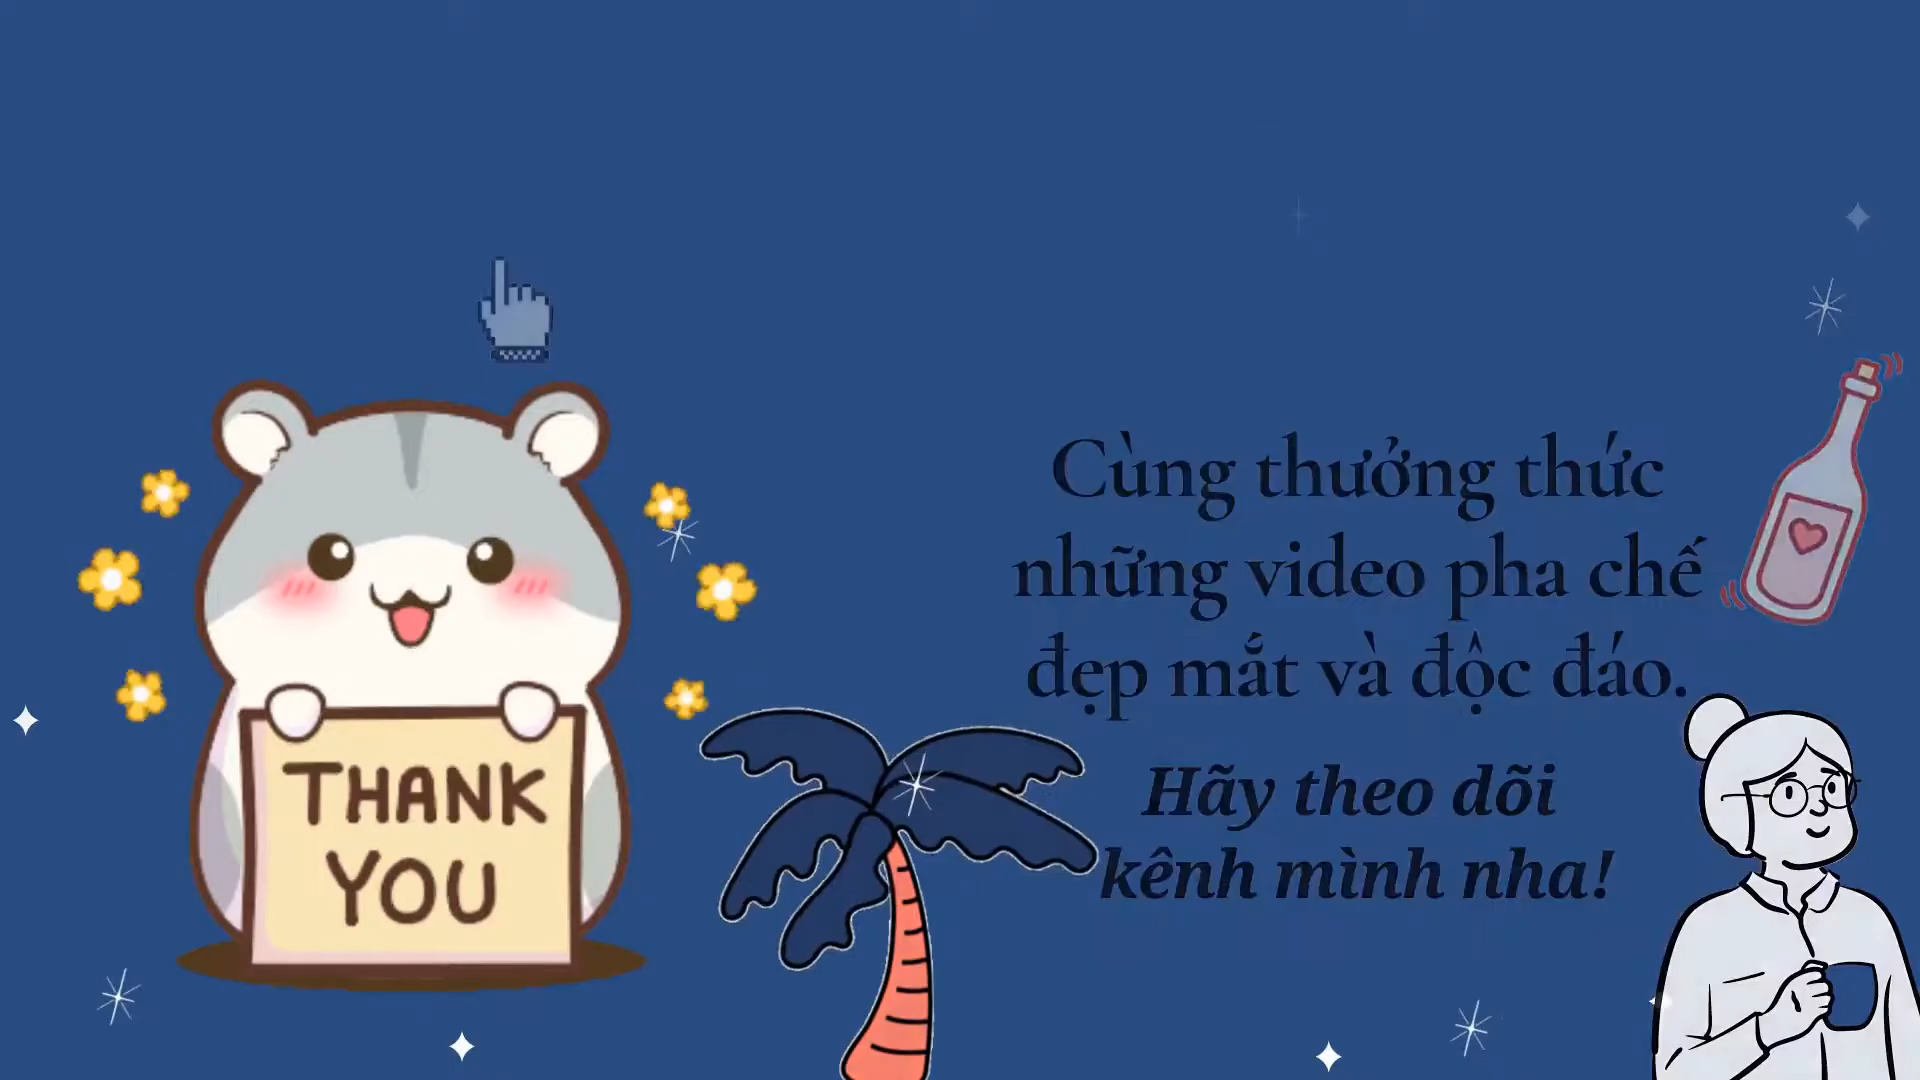 THANK
YOU
Cùng thưởng thức
những video pha chế
đẹp mắt và độc đáo.
Hãy theo dõi
kênh mình nha!